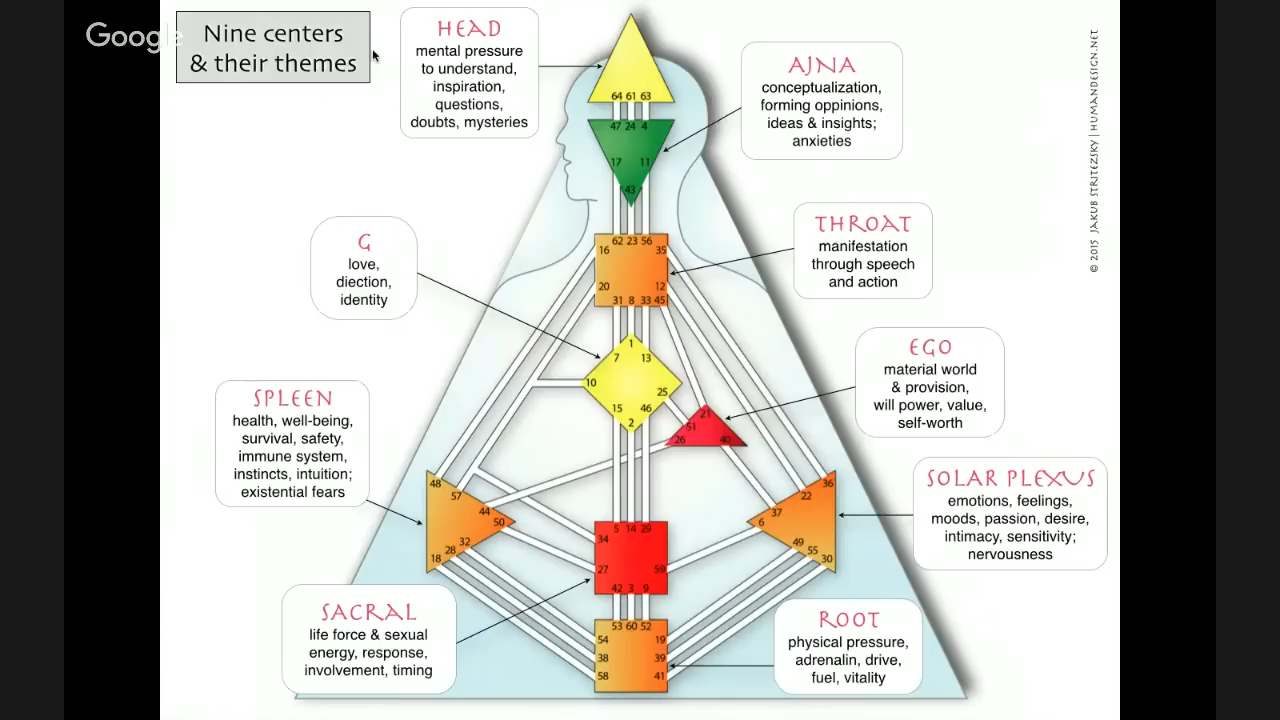 Google
Nine centers
& their themes
HEAD
mental pressure
to understand,
inspiration,
questions,
doubts, mysteries
AJNA
conceptualization,
forming oppinions,
ideas & insights;
anxieties
THROAT
manifestation
through speech
and action
G
love,
diection,
identity
EGO
material world
& provision,
will power, value,
self-worth
SPLEEN
health, well-being,
survival, safety,
immune system,
instincts, intuition;
existential fears
SOLAR PLEXUS
emotions, feelings,
moods, passion, desire,
intimacy, sensitivity;
nervousness
SACRAL
life force & sexual
energy, response,
involvement, timing
ROOT
physical pressure,
adrenalin, drive,
fuel, vitality
64 61 63
47 24 4
17 11
43
62 23 56
16 35
20 12
31 8 33 45
1
7 13
10
25
15 46
2
21
51
26 40
48
57
44
50
32
28
18
36
22
37
6
49
55
30
5 14 29
34
27 59
42 3 9
53 60 52
54 19
38 39
58 41
© 2015 JAKUB STRITEZSKY | HUMANDESIGN.NET